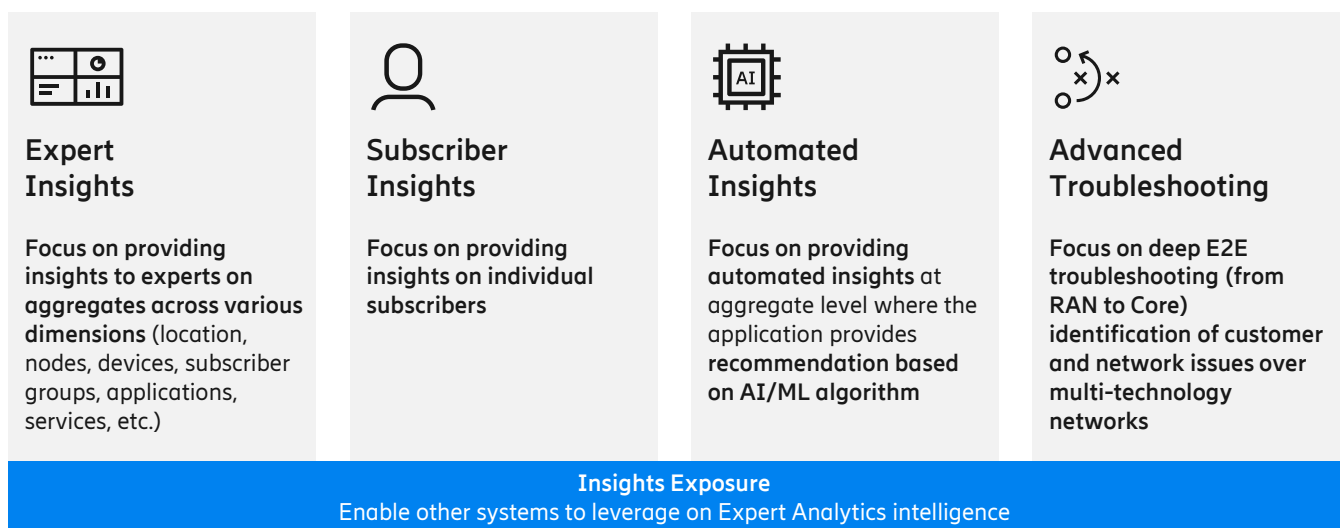 Expert
Insights
Focus on providing
insights to experts on
aggregates across various
dimensions (location,
nodes, devices, subscriber
groups, applications,
services, etc.)
Subscriber
Insights
Focus on providing
insights on individual
subscribers
AI
Automated
Insights
Focus on providing
automated insights at
aggregate level where the
application provides
recommendation based
on AI/ML algorithm
Advanced
Troubleshooting
Focus on deep E2E
troubleshooting (from
RAN to Core)
identification of customer
and network issues over
multi-technology
networks
Insights Exposure
Enable other systems to leverage on Expert Analytics intelligence